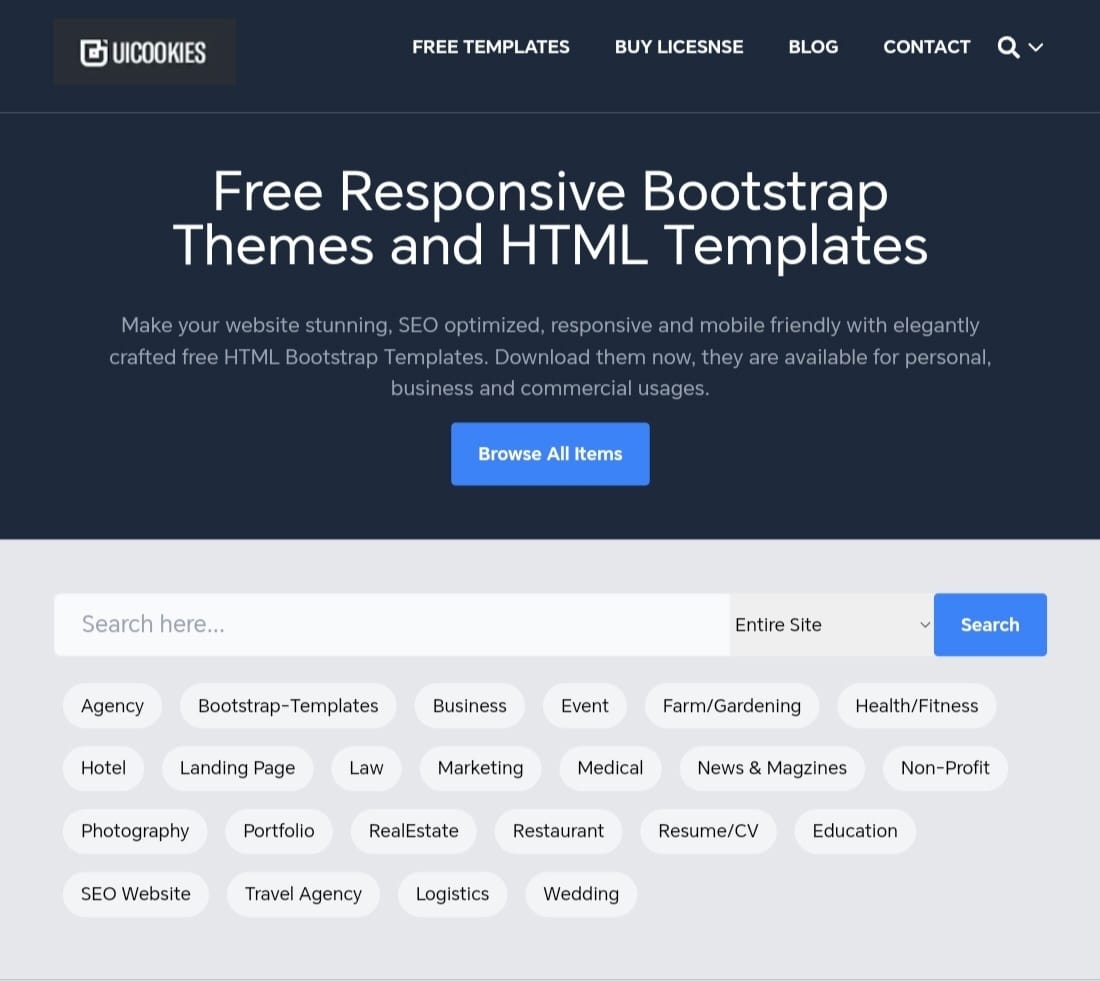 UICOOKIES
FREE TEMPLATES BUY LICESNSE BLOG CONTACT
Free Responsive Bootstrap
Themes and HTML Templates
Make your website stunning, SEO optimized, responsive and mobile friendly with elegantly
crafted free HTML Bootstrap Templates. Download them now, they are available for personal,
business and commercial usages.
Browse All Items
Search here... Entire Site Search
Agency Bootstrap-Templates Business Event Farm/Gardening Health/Fitness
Hotel Landing Page Law Marketing Medical News & Magzines Non-Profit
Photography Portfolio RealEstate Restaurant Resume/CV Education
SEO Website Travel Agency Logistics Wedding